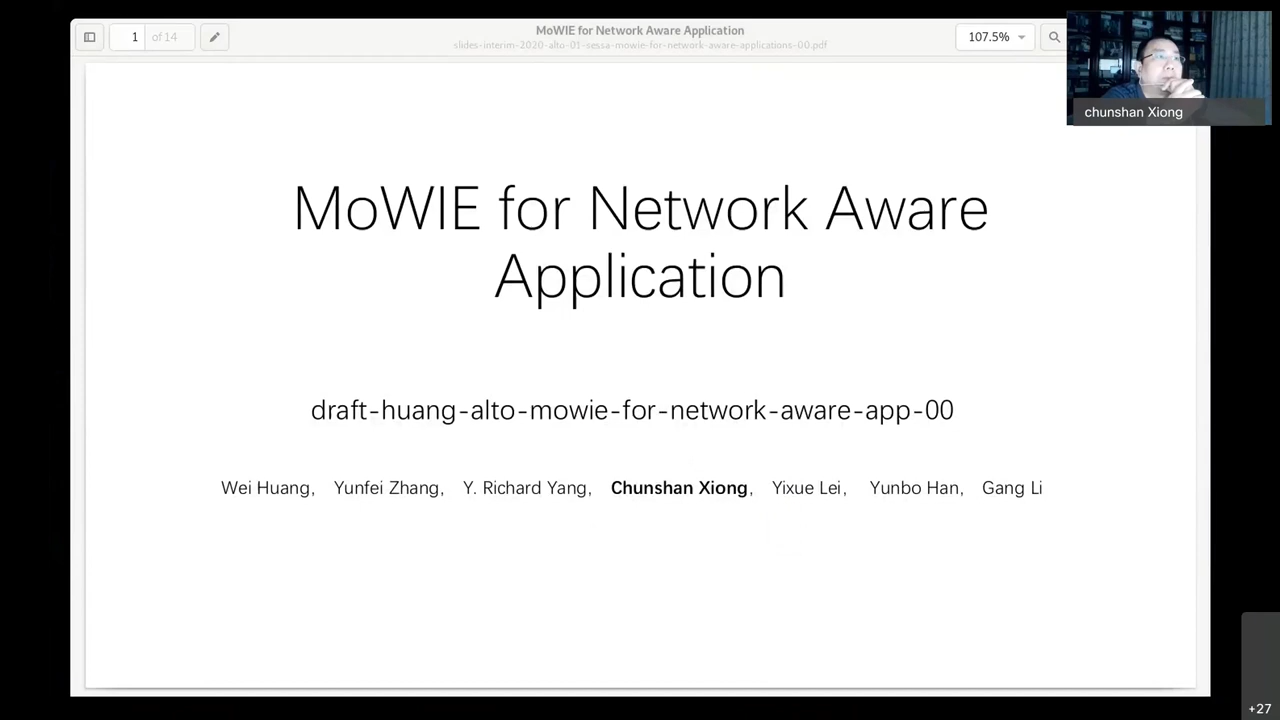 MoWIE for Network Aware Application
slides-interim-2020-alto-01-sessa-mowie-for-network-aware-applications-00.pdf
1 of 14
107.5%
chunshan Xiong
MoWIE for Network Aware
Application
draft-huang-alto-mowie-for-network-aware-app-00
Wei Huang, Yunfei Zhang, Y. Richard Yang, Chunshan Xiong, Yixue Lei, Yunbo Han, Gang Li
+27